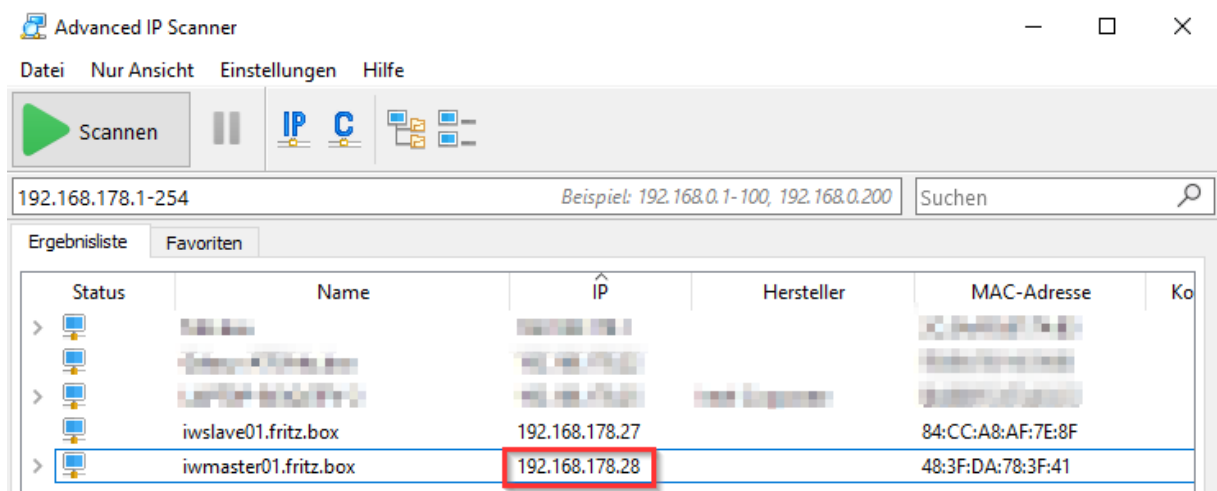 Advanced IP Scanner
Datei Nur Ansicht Einstellungen Hilfe
Scannen IP C
192.168.178.1-254 Beispiel: 192.168.0.1-100, 192.168.0.200 Suchen
Ergebnisliste Favoriten
Status Name IP Hersteller MAC-Adresse Ko
iwslave01.fritz.box 192.168.178.27 84:CC:A8:AF:7E:8F
iwmaster01.fritz.box 192.168.178.28 48:3F:DA:78:3F:41